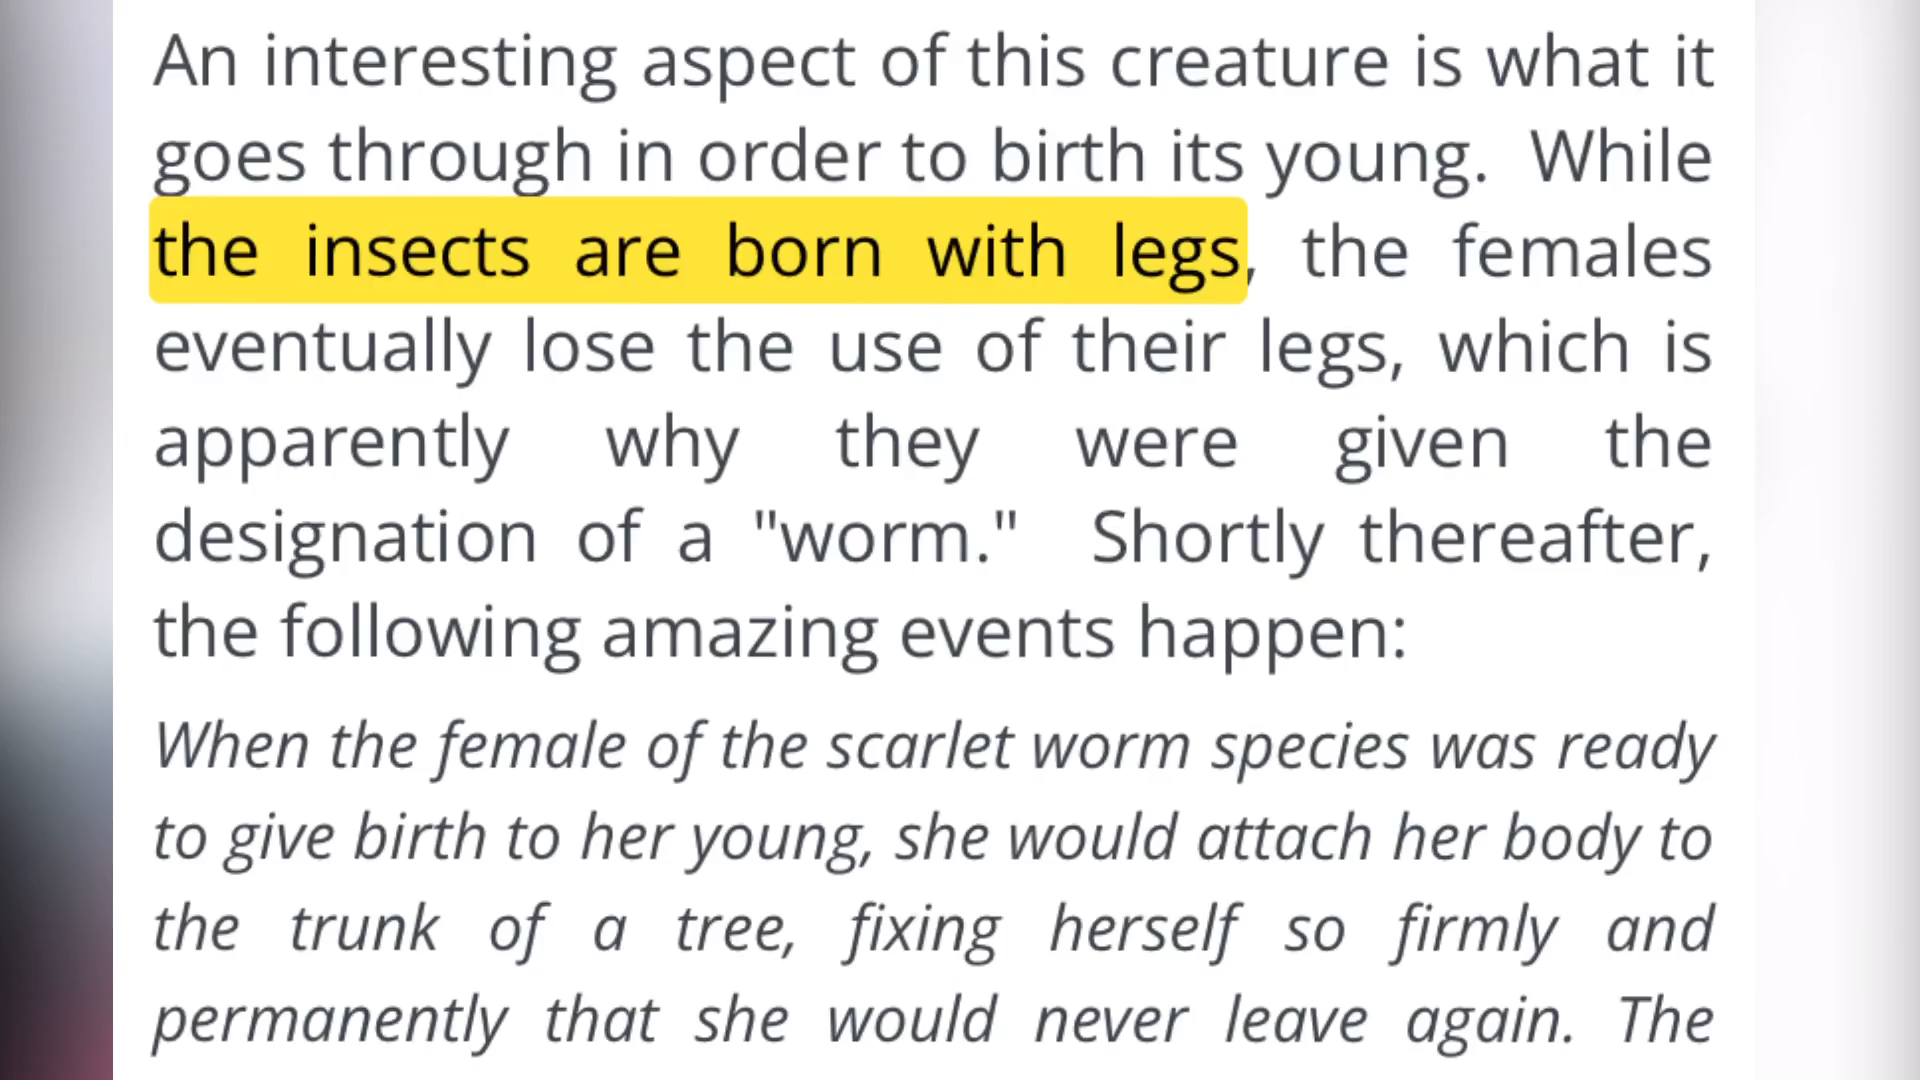 An interesting aspect of this creature is what it
goes through in order to birth its young. While
the insects are born with legs, the females
eventually lose the use of their legs, which is
apparently why they were given the
designation of a "worm." Shortly thereafter,
the following amazing events happen:
When the female of the scarlet worm species was ready
to give birth to her young, she would attach her body to
the trunk of a tree, fixing herself so firmly and
permanently that she would never leave again. The